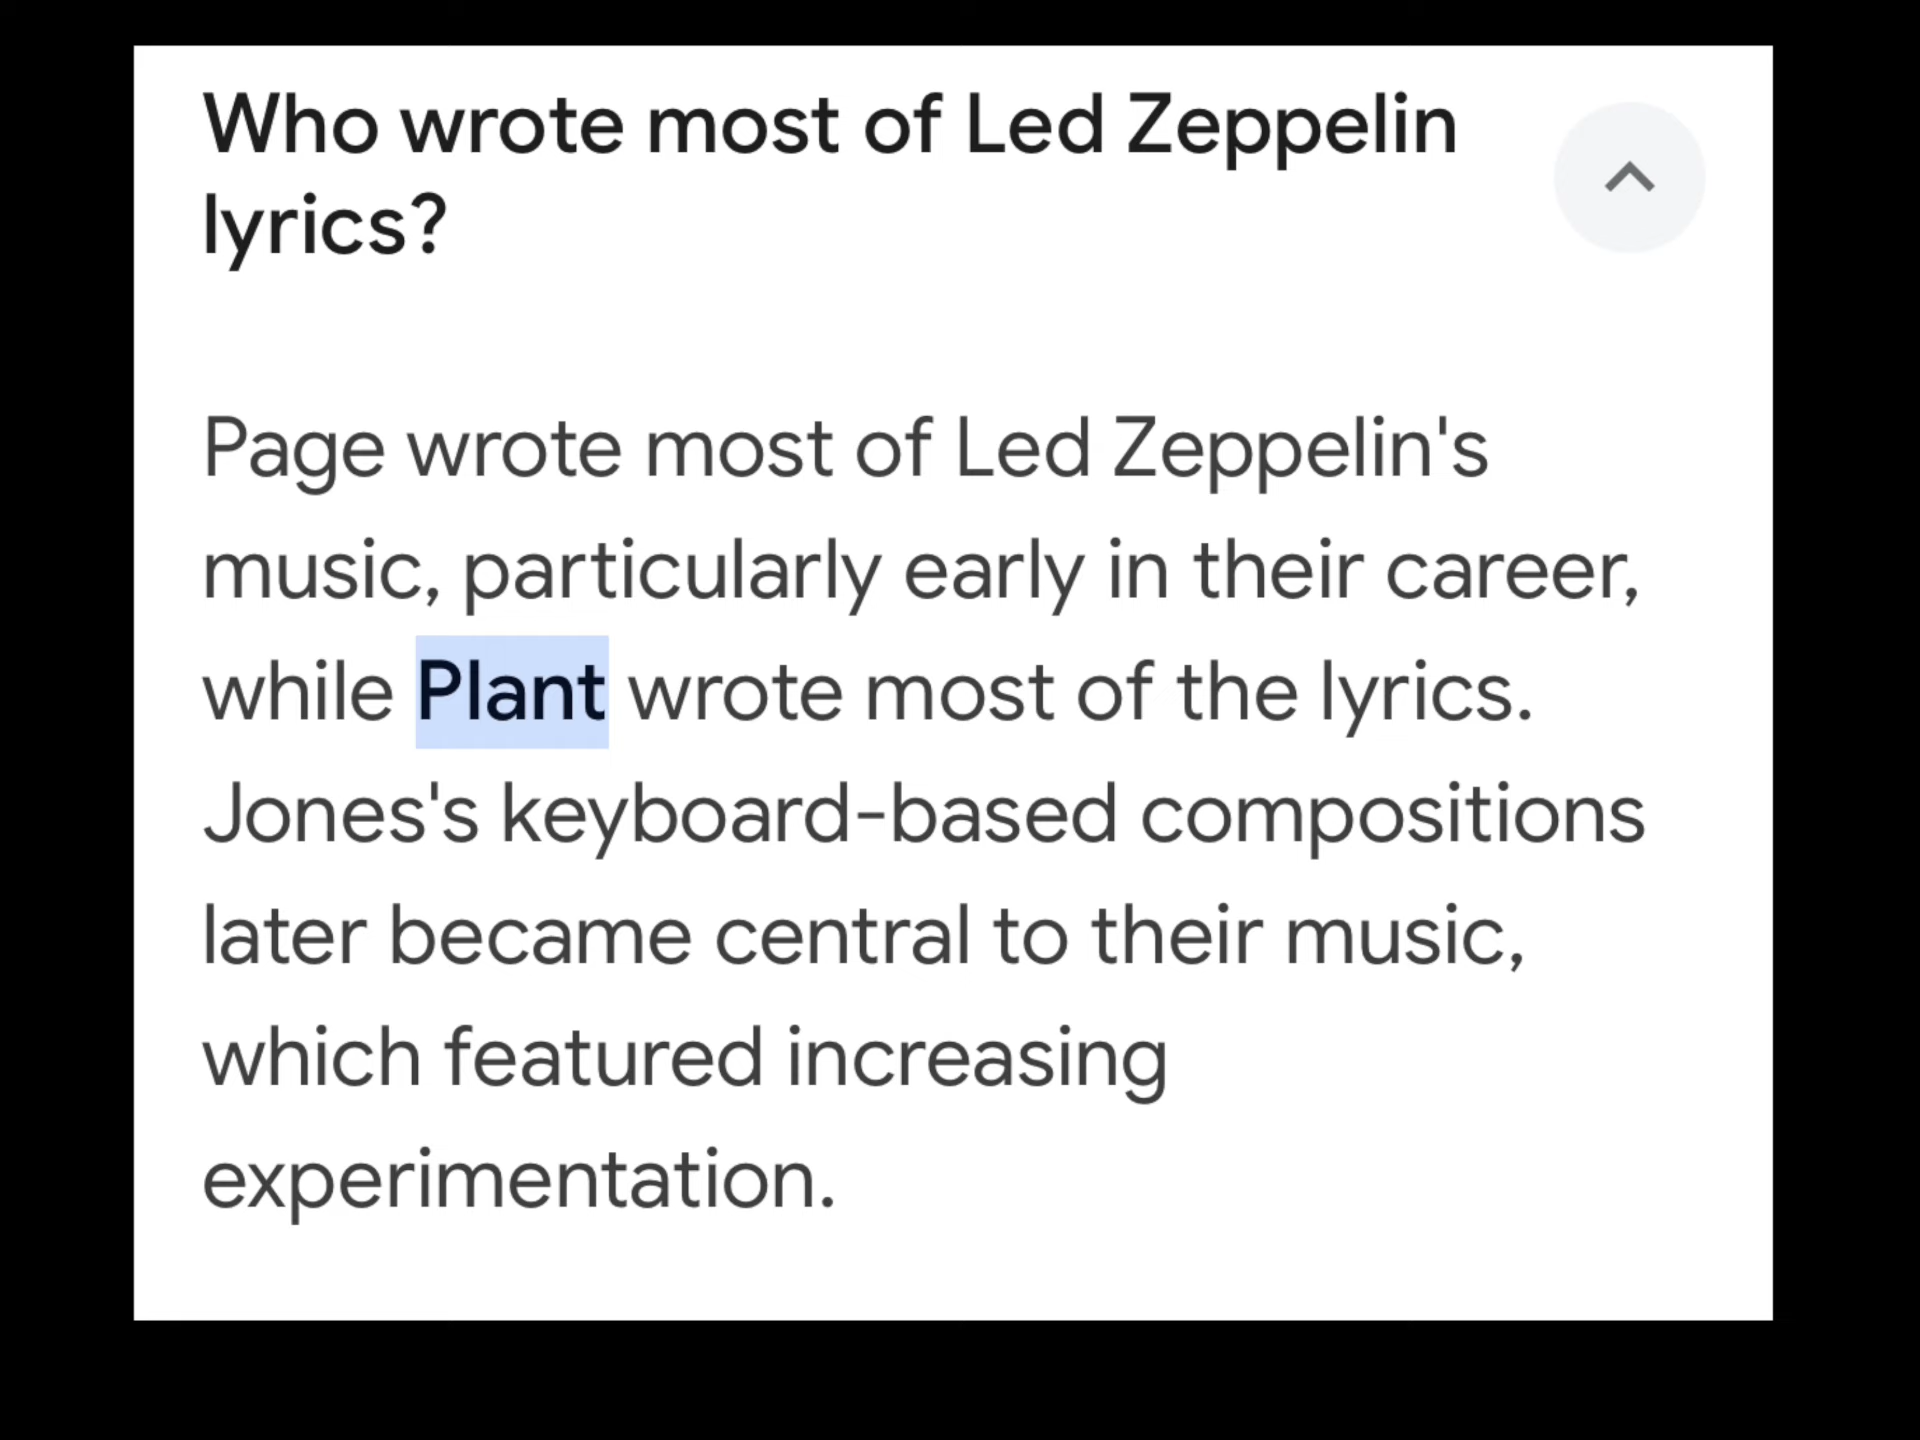 Who wrote most of Led Zeppelin
lyrics?
Page wrote most of Led Zeppelin's
music, particularly early in their career,
while Plant wrote most of the lyrics.
Jones's keyboard-based compositions
later became central to their music,
which featured increasing
experimentation.